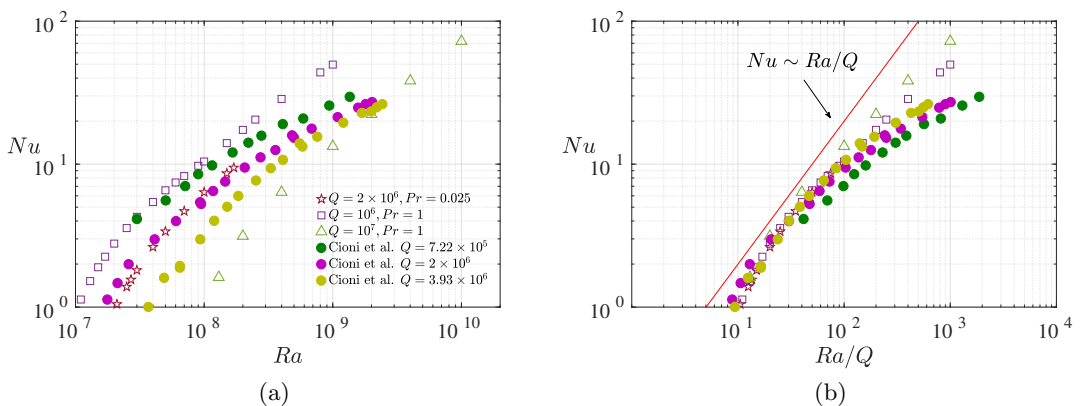 10^2
10^1
10^0
Nu
10^7
10^8
10^9
10^10
Ra
Q = 2 × 10^6, Pr = 0.025
Q = 10^6, Pr = 1
Q = 10^7, Pr = 1
Cioni et al. Q = 7.22 × 10^5
Cioni et al. Q = 2 × 10^6
Cioni et al. Q = 3.93 × 10^6
(a)
10^2
10^1
10^0
Nu
Nu ∼ Ra/Q
10^1
10^2
10^3
10^4
Ra/Q
(b)